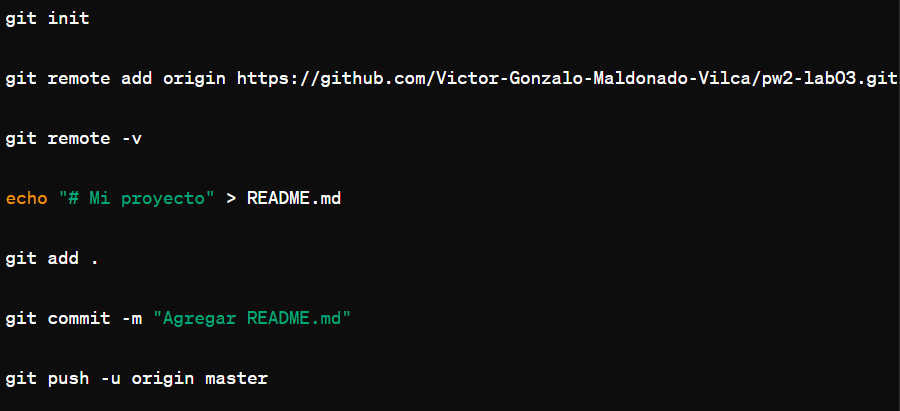 git init
git remote add origin https://github.com/Victor-Gonzalo-Maldonado-Vilca/pw2-lab03.git
git remote -v
echo "# Mi proyecto" > README.md
git add .
git commit -m "Agregar README.md"
git push -u origin master